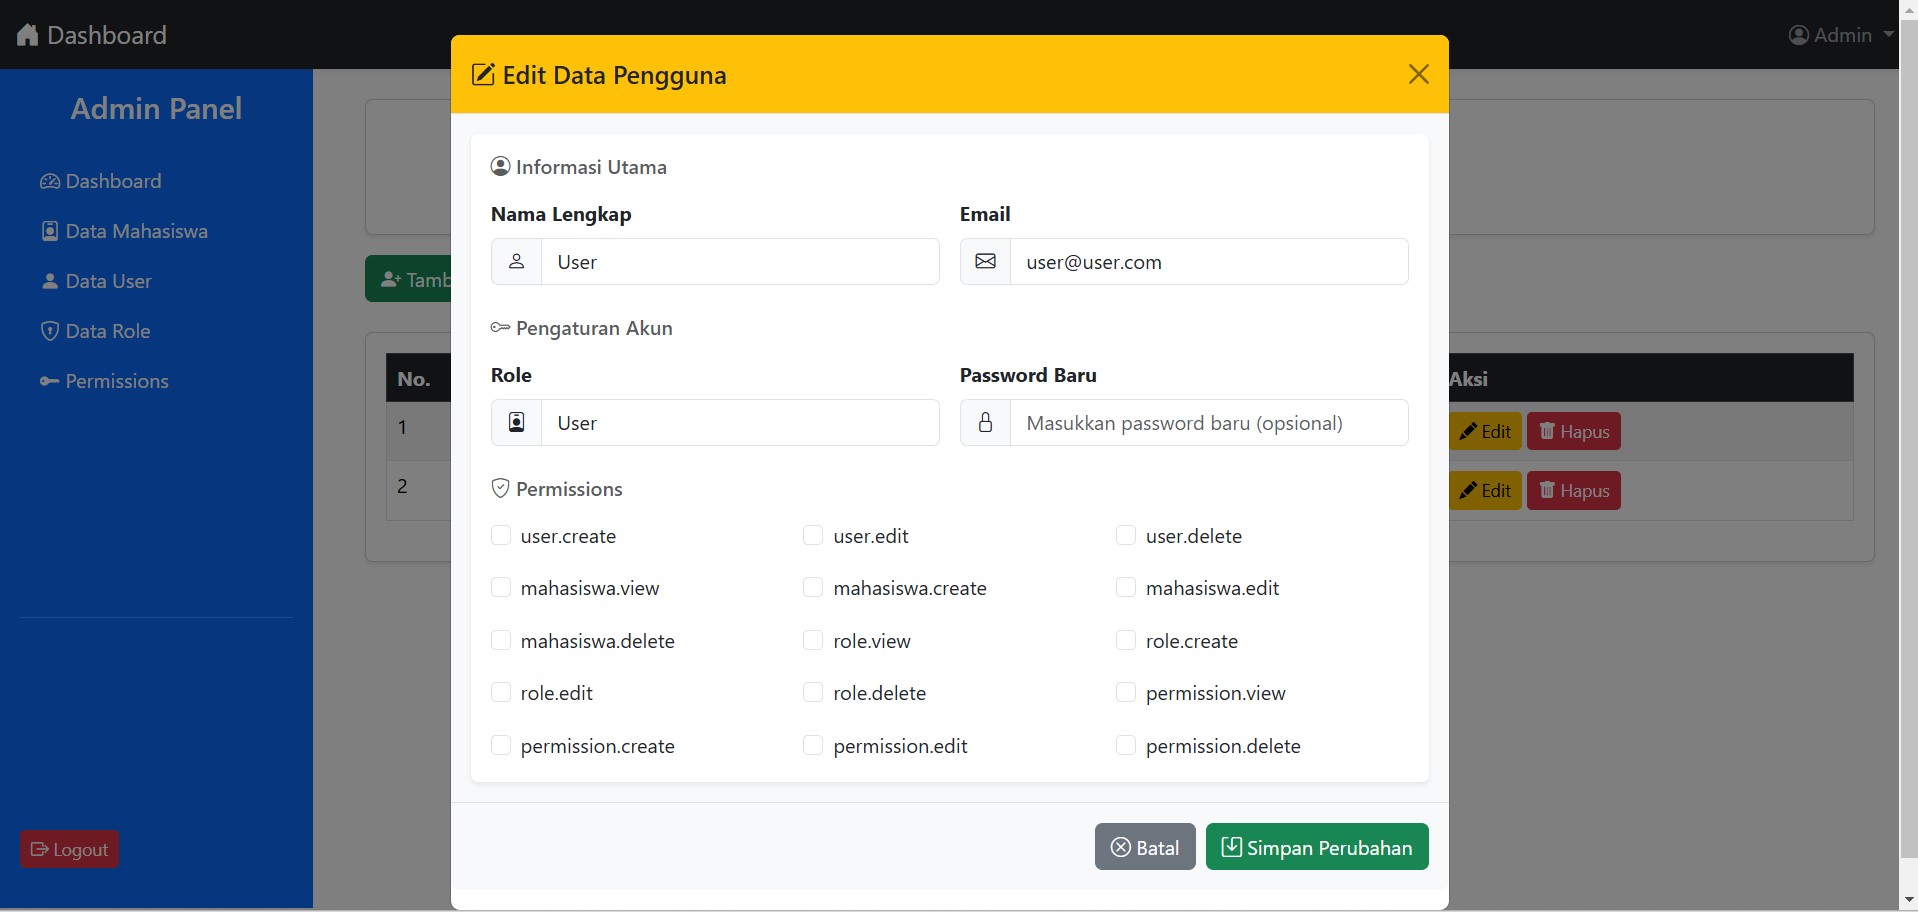 Dashboard
Admin
Admin Panel
Dashboard
Data Mahasiswa
Data User
Data Role
Permissions
Logout
Edit Data Pengguna
Informasi Utama
Nama Lengkap Email
User user@user.com
Pengaturan Akun
Role Password Baru
User Masukkan password baru (opsional)
Permissions
user.create user.edit user.delete
mahasiswa.view mahasiswa.create mahasiswa.edit
mahasiswa.delete role.view role.create
role.edit role.delete permission.view
permission.create permission.edit permission.delete
Batal Simpan Perubahan
Tamb
No. Aksi
1 Edit Hapus
2 Edit Hapus